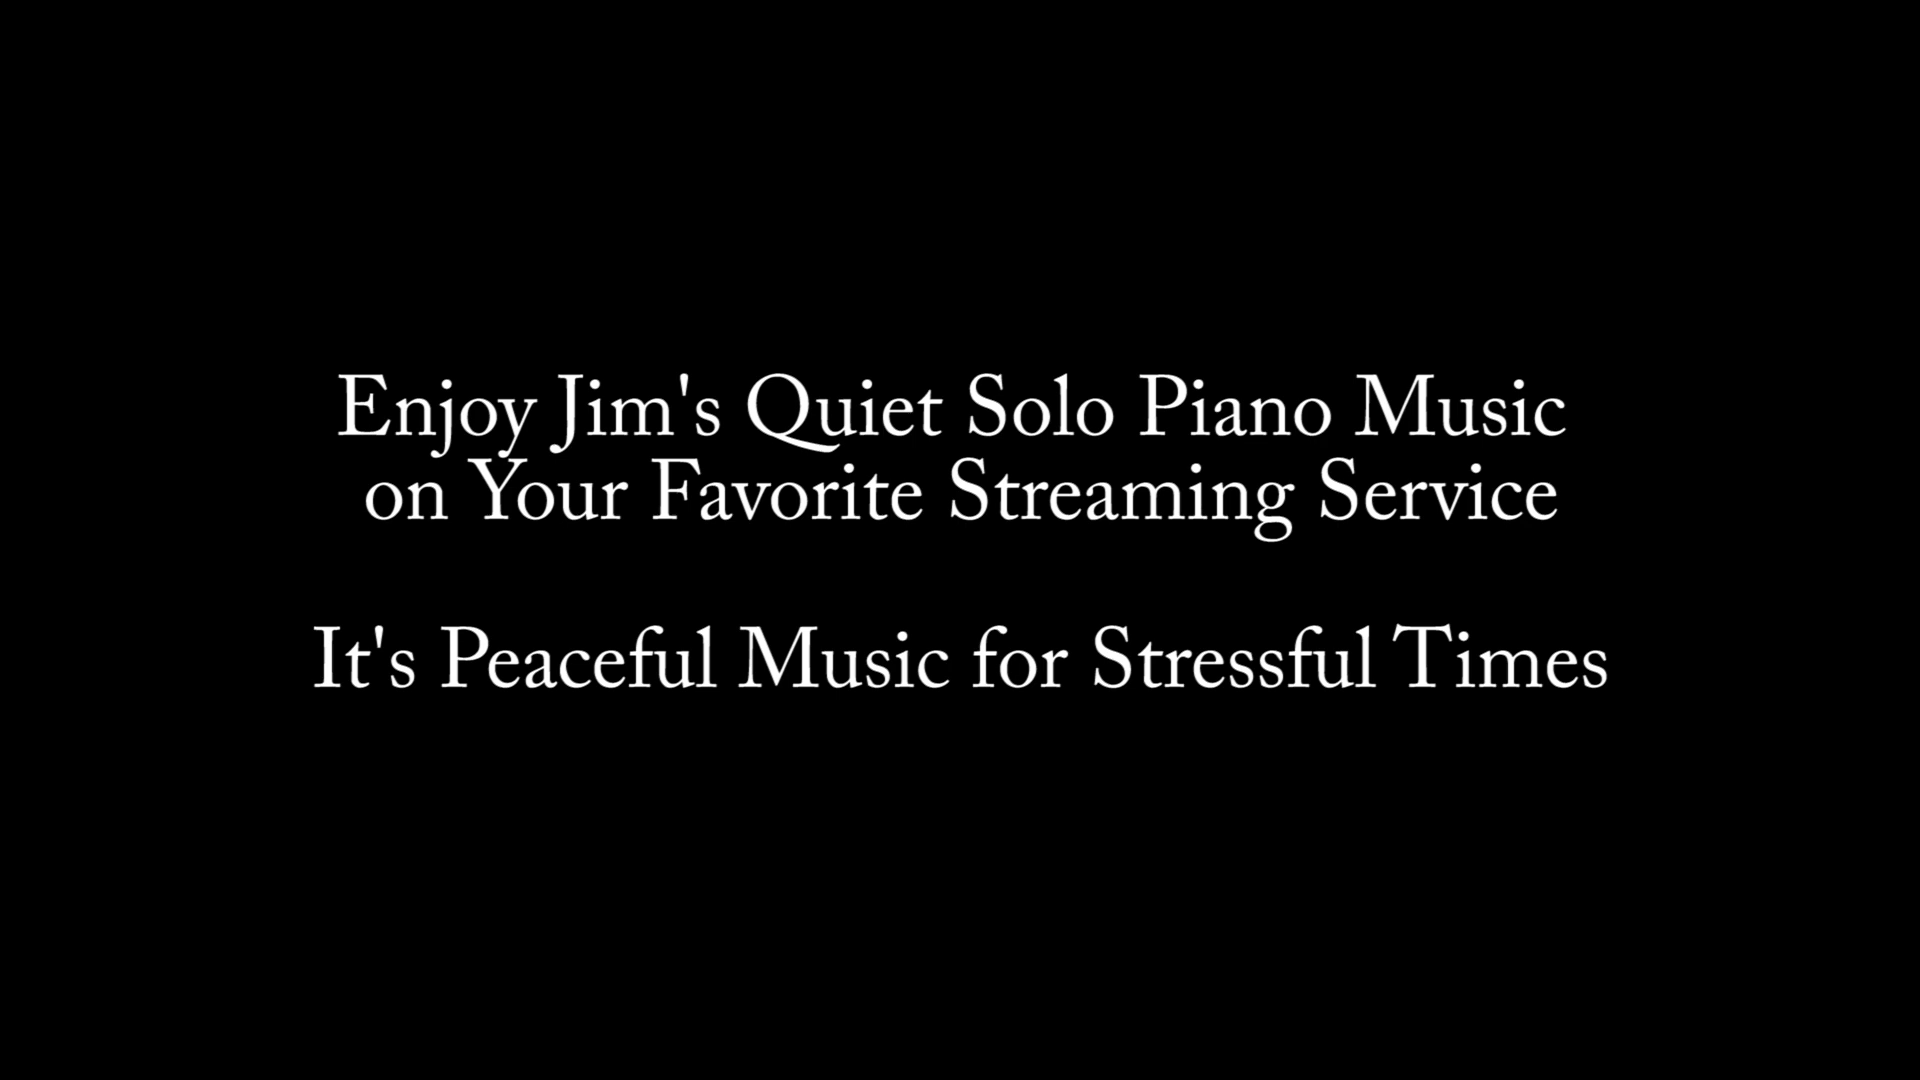 Enjoy Jim's Quiet Solo Piano Music
on Your Favorite Streaming Service
It's Peaceful Music for Stressful Times